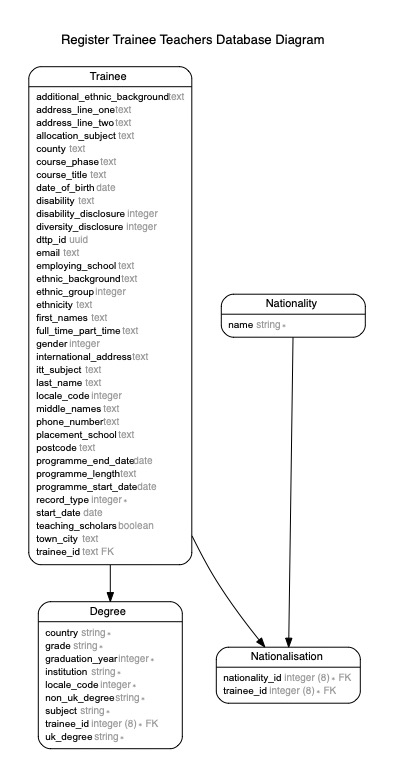 Register Trainee Teachers Database Diagram
Trainee
additional_ethnic_background text
address_line_one text
address_line_two text
allocation_subject text
county text
course_phase text
course_title text
date_of_birth date
disability text
disability_disclosure integer
diversity_disclosure integer
dttp_id uuid
email text
employing_school text
ethnic_background text
ethnic_group integer
ethnicity text
first_names text
full_time_part_time text
gender integer
international_address text
itt_subject text
last_name text
locale_code integer
middle_names text
phone_number text
placement_school text
postcode text
programme_end_date date
programme_length text
programme_start_date date
record_type integer *
start_date date
teaching_scholars boolean
town_city text
trainee_id text FK
Nationality
name string *
Degree
country string *
grade string *
graduation_year integer *
institution string *
locale_code integer *
non_uk_degree string *
subject string *
trainee_id integer (8) * FK
uk_degree string *
Nationalisation
nationality_id integer (8) * FK
trainee_id integer (8) * FK